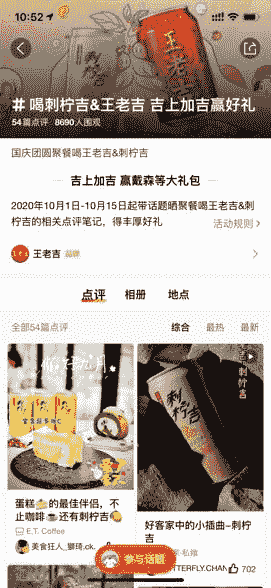 10:52
王老吉
刺柠吉
# 喝刺柠吉&王老吉 吉上加吉赢好礼
54篇点评 8690人围观
国庆团圆聚餐喝王老吉&刺柠吉
吉上加吉 赢戴森等大礼包
2020年10月1日-10月15日起带话题晒聚餐喝王老吉&刺
柠吉的相关点评笔记，得丰厚好礼
活动规则
王老吉
点评 相册 地点
全部54篇点评
综合 最热 最新
刺柠吉
蛋糕🍰的最佳伴侣，不
止咖啡☕还有刺柠吉🍋
E.T. Coffee
美食狂人_獅琦.ck.
好客家中的小插曲–刺柠
吉
702
参与话题